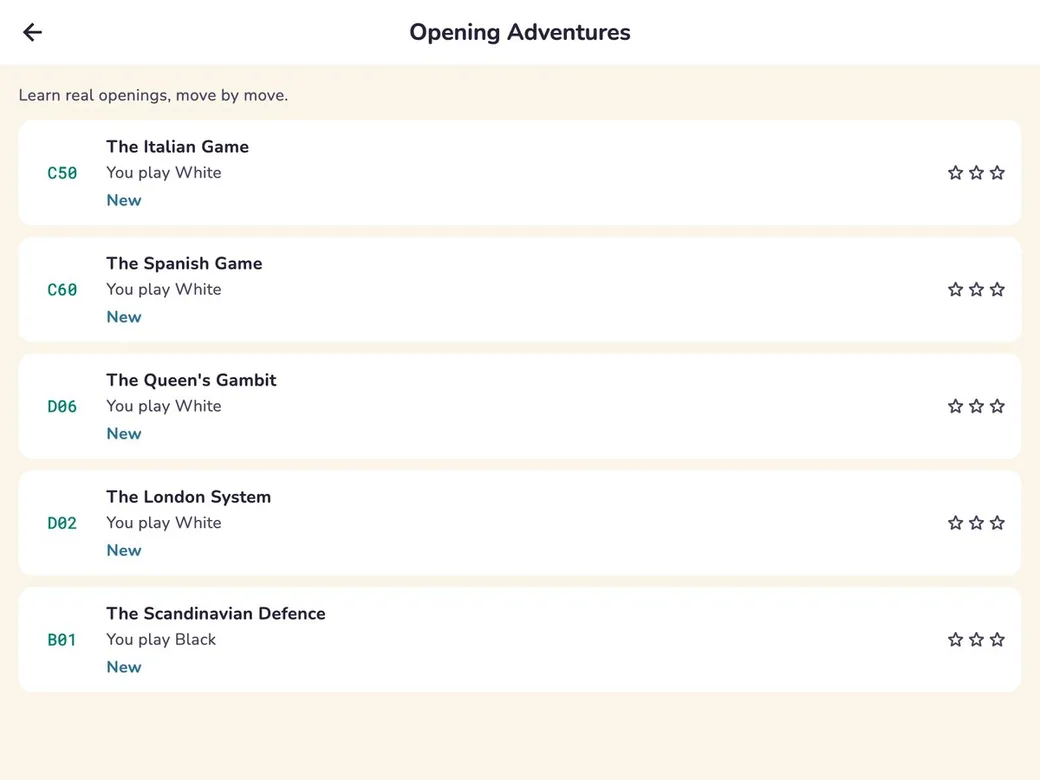 Opening Adventures
Learn real openings, move by move.
C50
The Italian Game
You play White
New
C60
The Spanish Game
You play White
New
D06
The Queen's Gambit
You play White
New
D02
The London System
You play White
New
B01
The Scandinavian Defence
You play Black
New